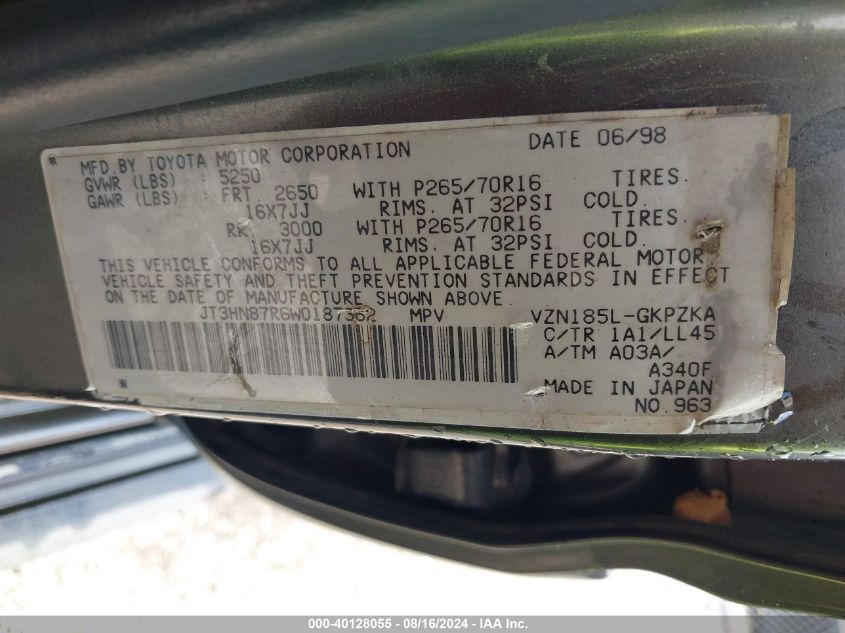 MFD. BY TOYOTA MOTOR CORPORATION DATE 06/98
GVWR (LBS) : 5250
GAWR (LBS) : FRT 2650 WITH P265/70R16 TIRES.
16X7JJ RIMS. AT 32PSI COLD.
RR 3000 WITH P265/70R16 TIRES.
16X7JJ RIMS. AT 32PSI COLD.
THIS VEHICLE CONFORMS TO ALL APPLICABLE FEDERAL MOTOR
VEHICLE SAFETY AND THEFT PREVENTION STANDARDS IN EFFECT
ON THE DATE OF MANUFACTURE SHOWN ABOVE.
JT3HN87R6W0187362 MPV VZN185L-GKPZKA
C/TR 1A1/LL45
A/TM A03A/
A340F
MADE IN JAPAN
NO. 963
000-40128055 - 08/16/2024 - IAA Inc.